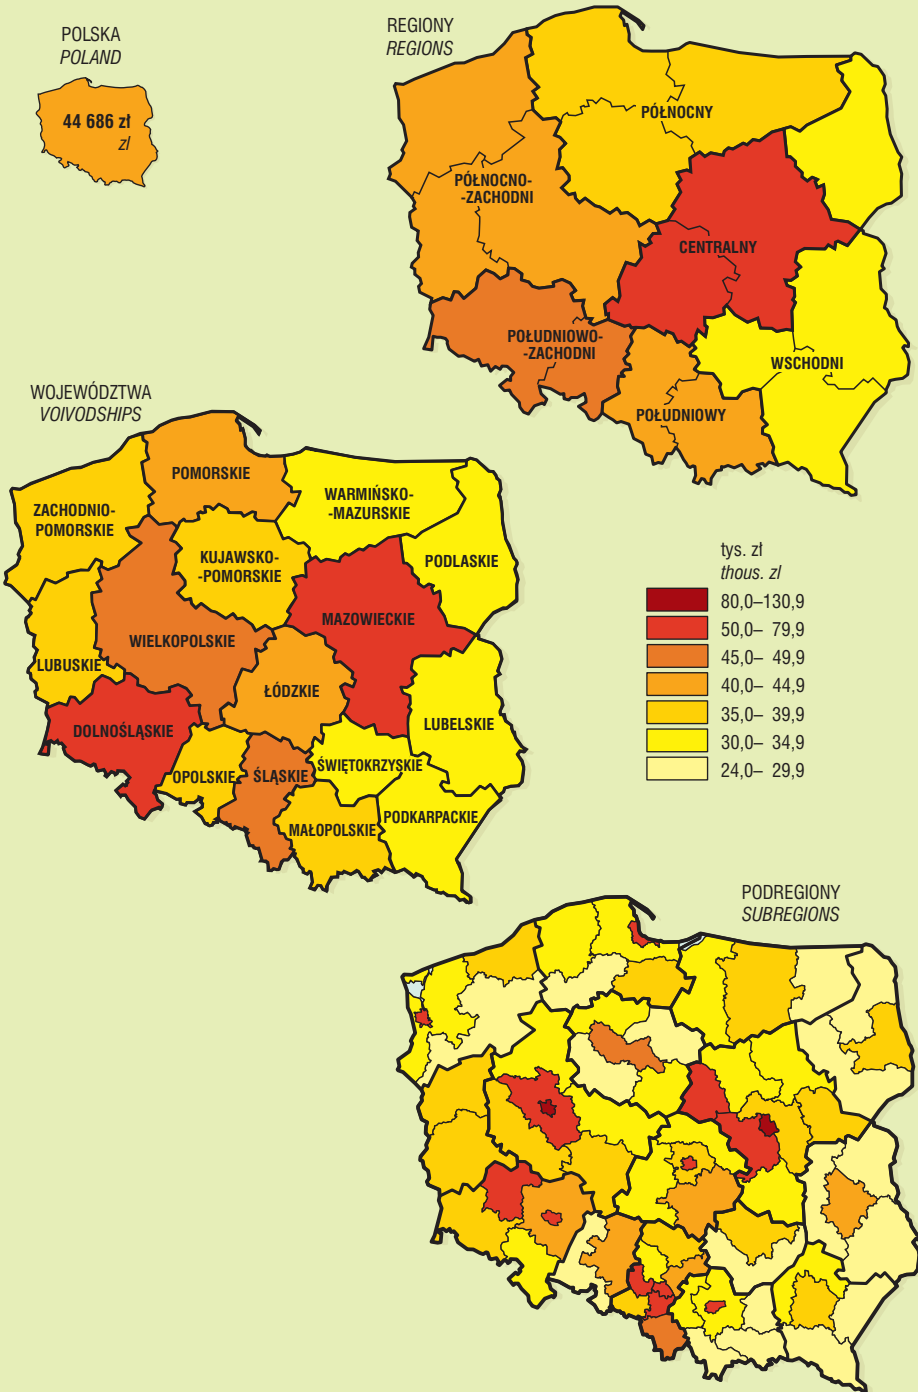 POLSKA
POLAND
44 686 zł
zl
REGIONY
REGIONS
PÓŁNOCNY
PÓŁNOCNO-
-ZACHODNI
CENTRALNY
POŁUDNIOWO-
-ZACHODNI
WSCHODNI
POŁUDNIOWY
WOJEWÓDZTWA
VOIVODSHIPS
POMORSKIE
WARMIŃSKO-
-MAZURSKIE
ZACHODNIO-
POMORSKIE
KUJAWSKO-
-POMORSKIE
PODLASKIE
MAZOWIECKIE
WIELKOPOLSKIE
LUBUSKIE
ŁÓDZKIE
DOLNOŚLĄSKIE
LUBELSKIE
OPOLSKIE
ŚLĄSKIE
ŚWIĘTOKRZYSKIE
MAŁOPOLSKIE
PODKARPACKIE
tys. zł
thous. zl
80,0–130,9
50,0– 79,9
45,0– 49,9
40,0– 44,9
35,0– 39,9
30,0– 34,9
24,0– 29,9
PODREGIONY
SUBREGIONS